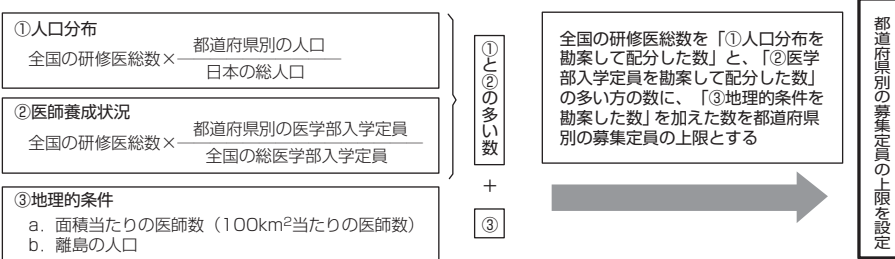 ①人口分布
全国の研修医総数×都道府県別の人口
日本の総人口
②医師養成状況
全国の研修医総数×都道府県別の医学部入学定員
全国の総医学部入学定員
③地理的条件
a．面積当たりの医師数（100km²当たりの医師数）
b．離島の人口
①と②の多い数
＋
③
全国の研修医総数を「①人口分布を
勘案して配分した数」と、「②医学
部入学定員を勘案して配分した数」
の多い方の数に、「③地理的条件を
勘案した数」を加えた数を都道府県
別の募集定員の上限とする
都道府県別の募集定員の上限を設定